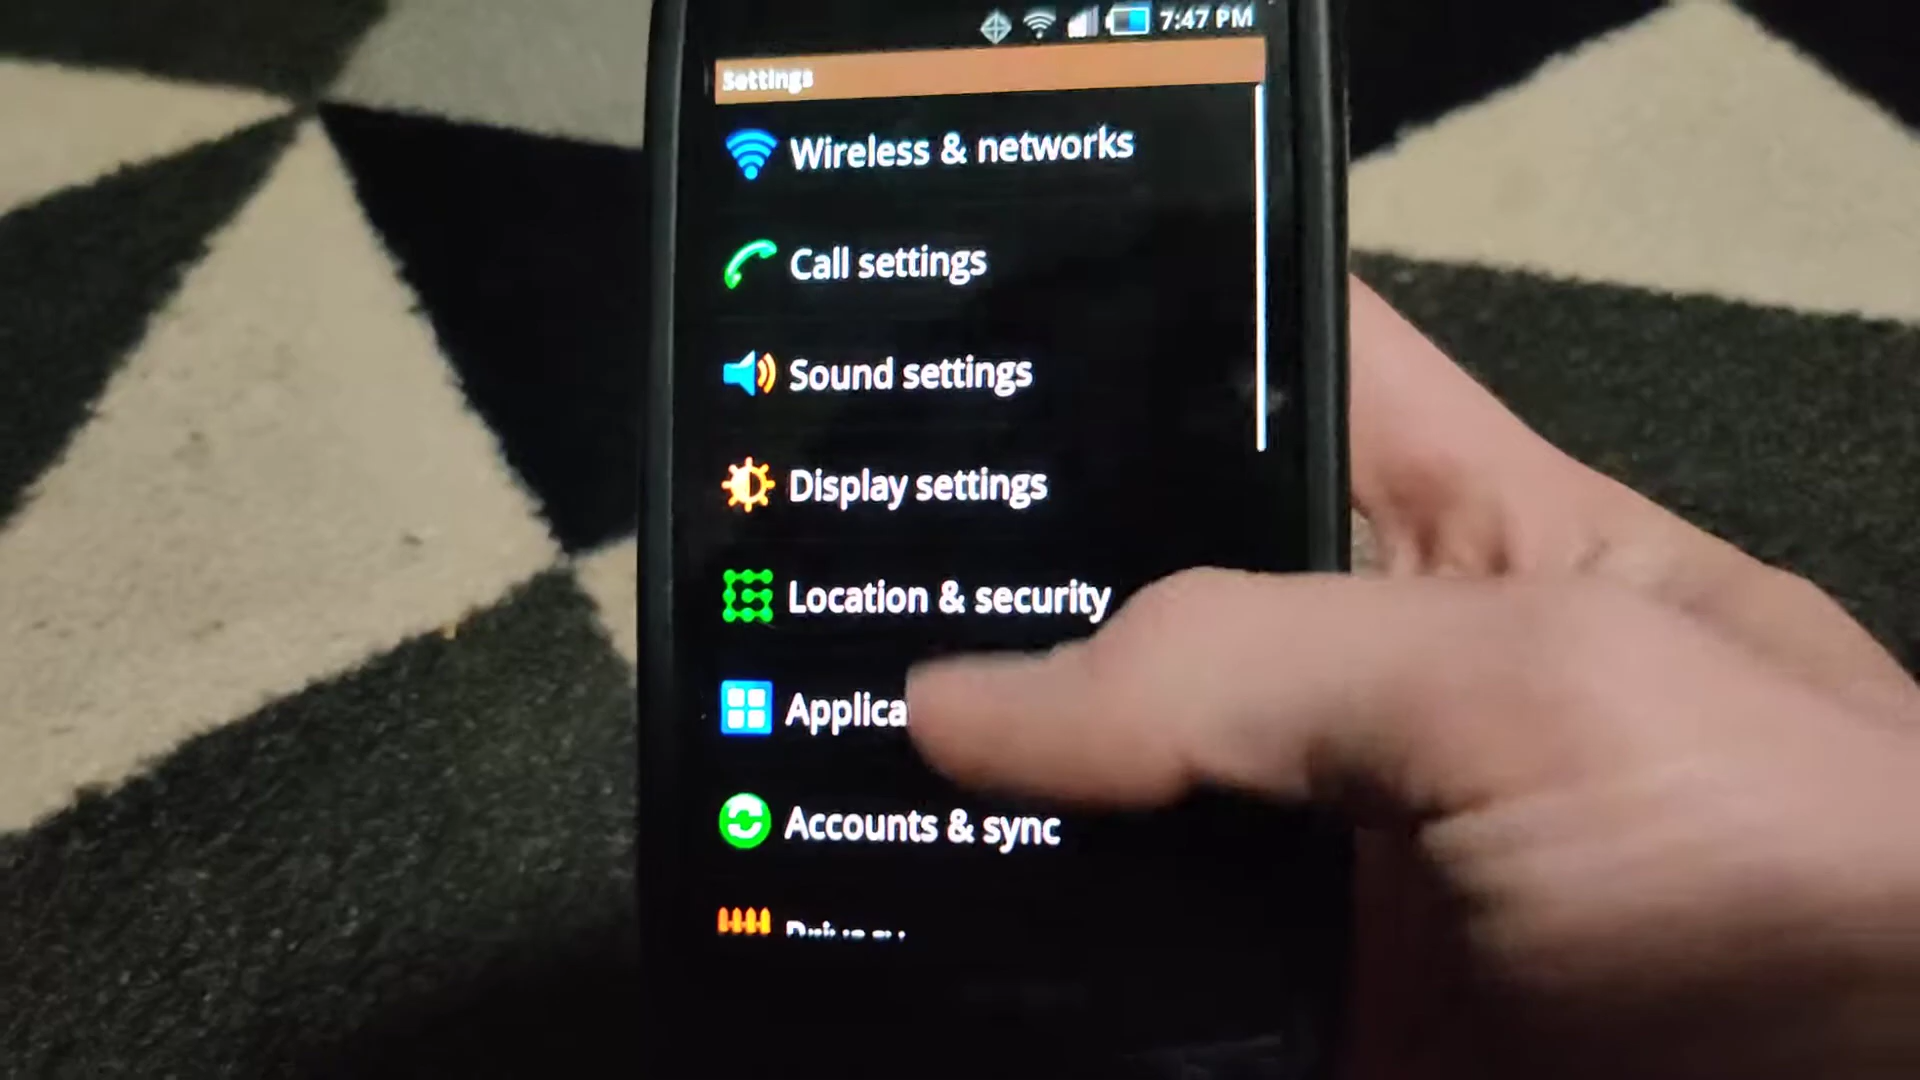 7:47 PM
Settings
Wireless & networks
Call settings
Sound settings
Display settings
Location & security
Applica
Accounts & sync